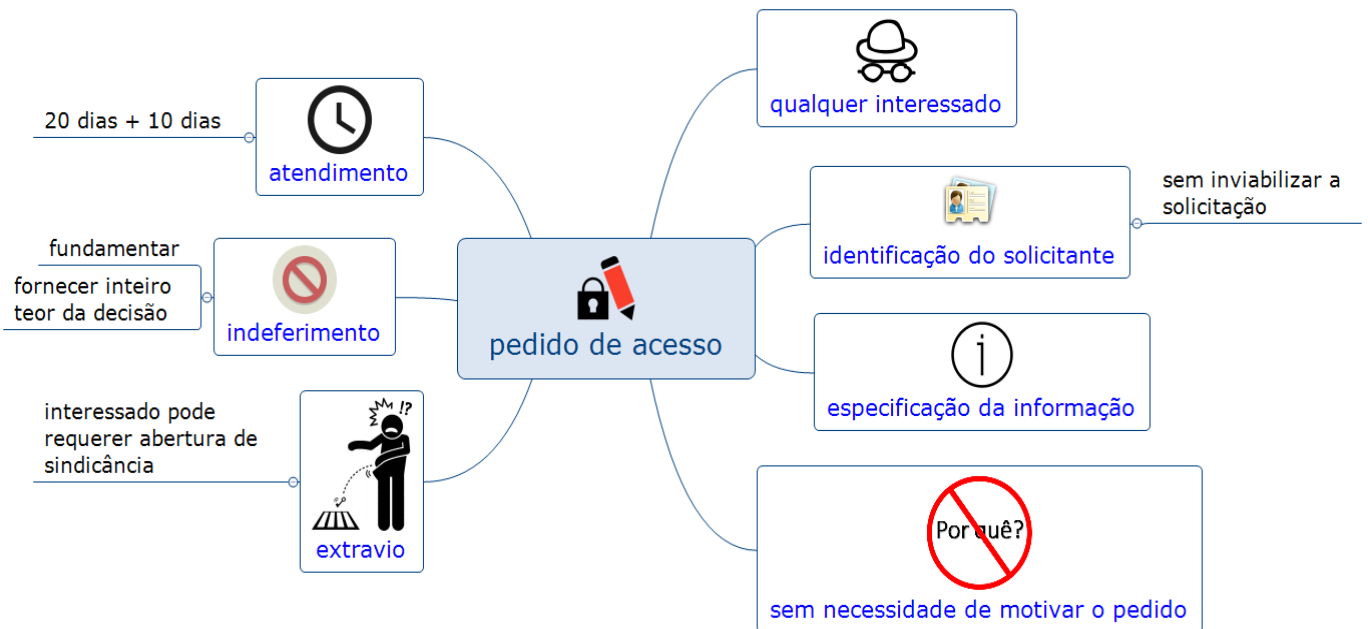 pedido de acesso
qualquer interessado
identificação do solicitante
sem inviabilizar a
solicitação
especificação da informação
Por quê?
sem necessidade de motivar o pedido
atendimento
20 dias + 10 dias
indeferimento
fundamentar
fornecer inteiro
teor da decisão
!?
extravio
interessado pode
requerer abertura de
sindicância